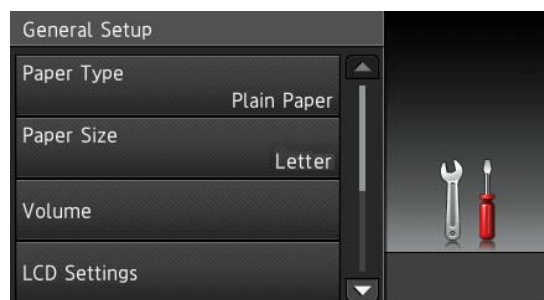 General Setup
Paper Type
Plain Paper
Paper Size
Letter
Volume
LCD Settings